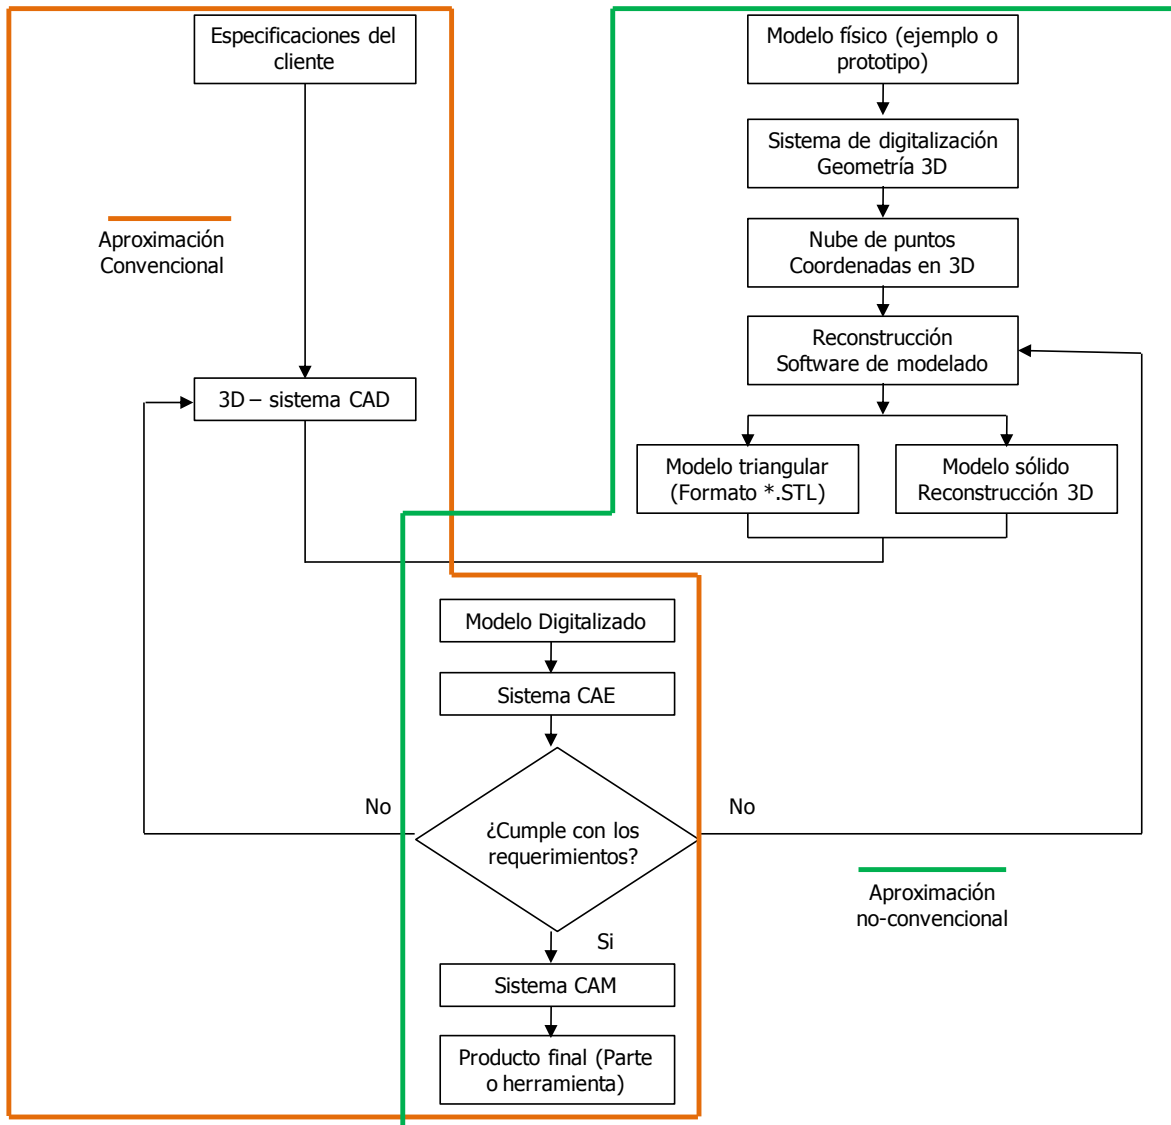 Especificaciones del
cliente
Modelo físico (ejemplo o
prototipo)
Sistema de digitalización
Geometría 3D
Aproximación
Convencional
Nube de puntos
Coordenadas en 3D
Reconstrucción
Software de modelado
3D – sistema CAD
Modelo triangular
(Formato *.STL)
Modelo sólido
Reconstrucción 3D
Modelo Digitalizado
Sistema CAE
No
¿Cumple con los
requerimientos?
No
Aproximación
no-convencional
Si
Sistema CAM
Producto final (Parte
o herramienta)